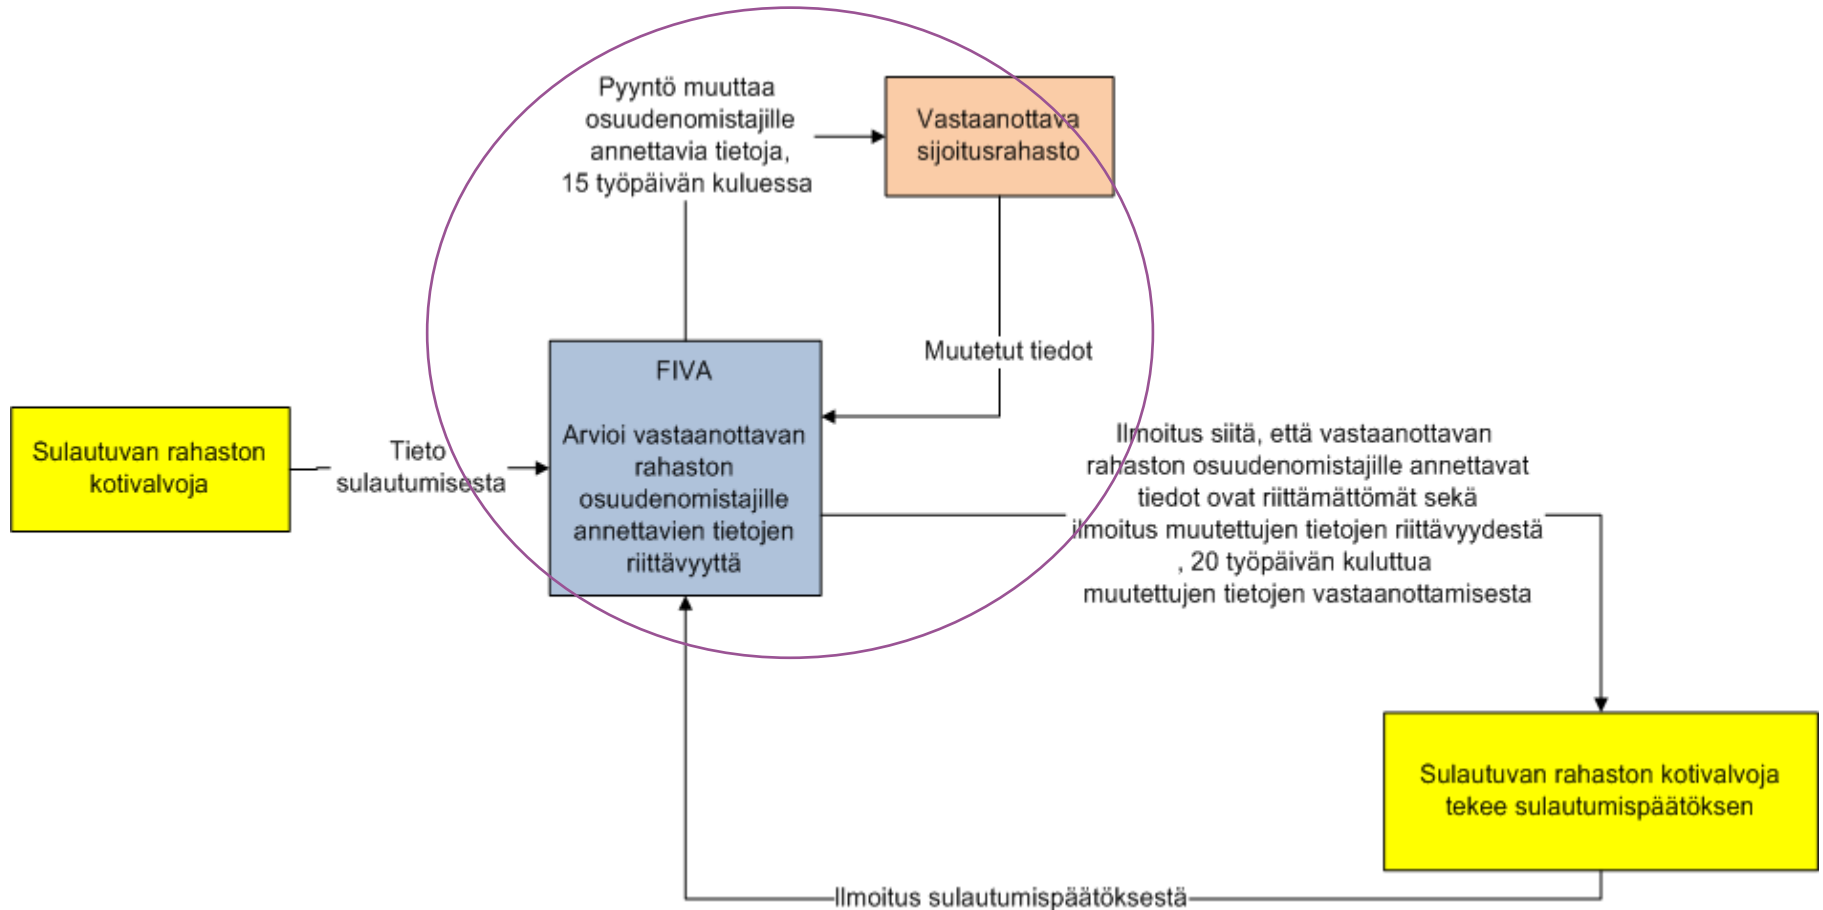 Pyyntö muuttaa
osuudenomistajille
annettavia tietoja,
15 työpäivän kuluessa
Vastaanottava
sijoitusrahasto
Muutetut tiedot
FIVA
Arvioi vastaanottavan
rahaston
osuudenomistajille
annettavien tietojen
riittävyyttä
Sulautuvan rahaston
kotivalvoja
Tieto
sulautumisesta
Ilmoitus siitä, että vastaanottavan
rahaston osuudenomistajille annettavat
tiedot ovat riittämättömät sekä
ilmoitus muutettujen tietojen riittävyydestä
, 20 työpäivän kuluttua
muutettujen tietojen vastaanottamisesta
Sulautuvan rahaston kotivalvoja
tekee sulautumispäätöksen
Ilmoitus sulautumispäätöksestä